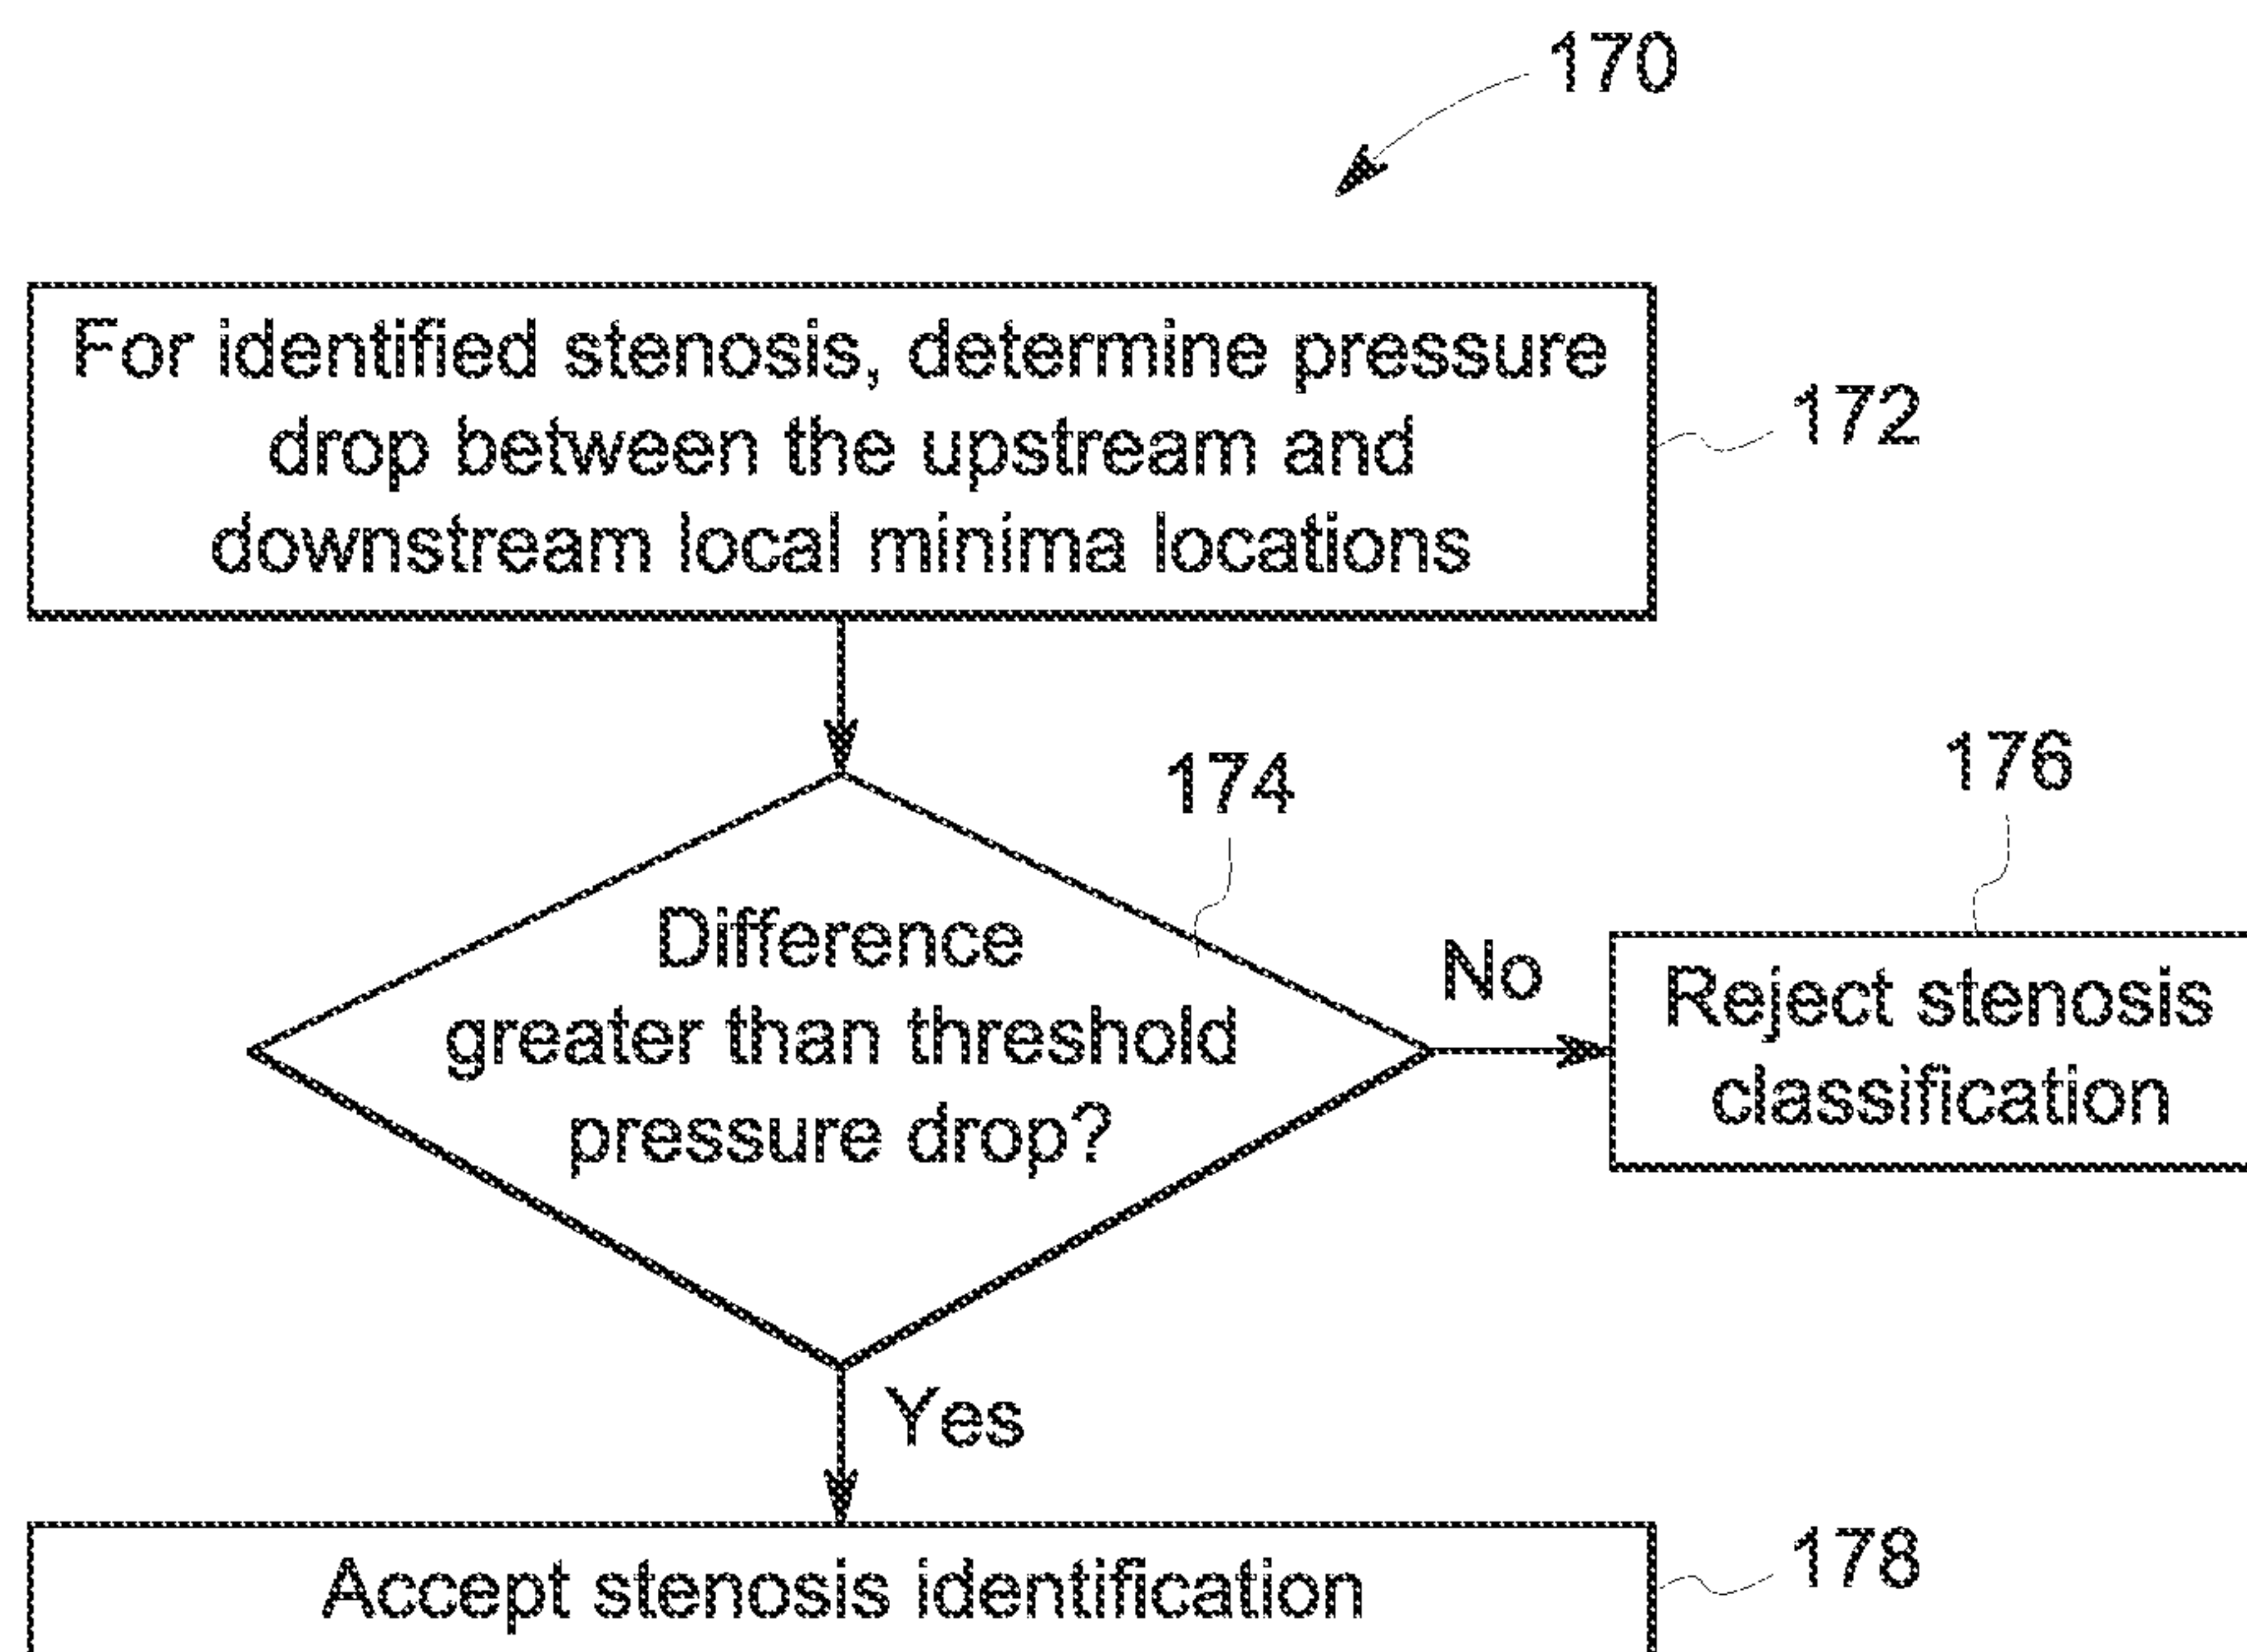 170
For identified stenosis, determine pressure
drop between the upstream and
downstream local minima locations
172
174
176
Difference
greater than threshold
pressure drop?
No
Reject stenosis
classification
Yes
Accept stenosis identification
178